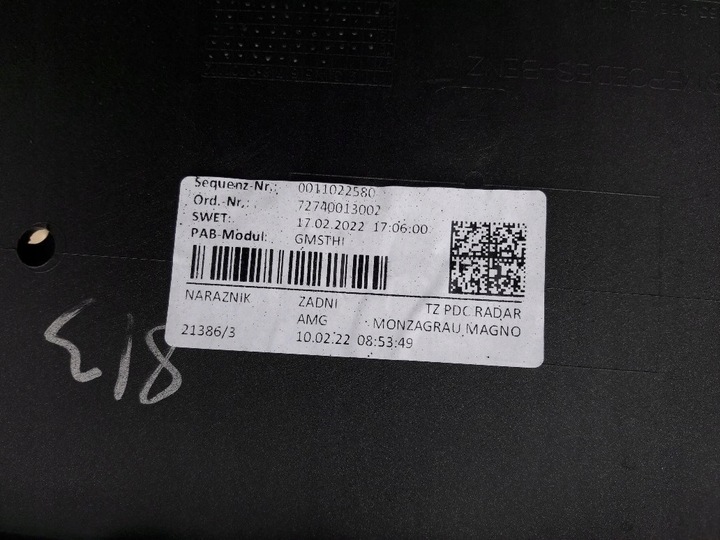 Sequenz-Nr.: 0011022580
Ord.-Nr.: 72740013002
SWET: 17.02.2022 17:06:00
PAB-Modul: GMSTHI
NARAZNIK ZADNI TZ PDC RADAR
AMG MONZAGRAU MAGNO
21386/3 10.02.22 08:53:49
813